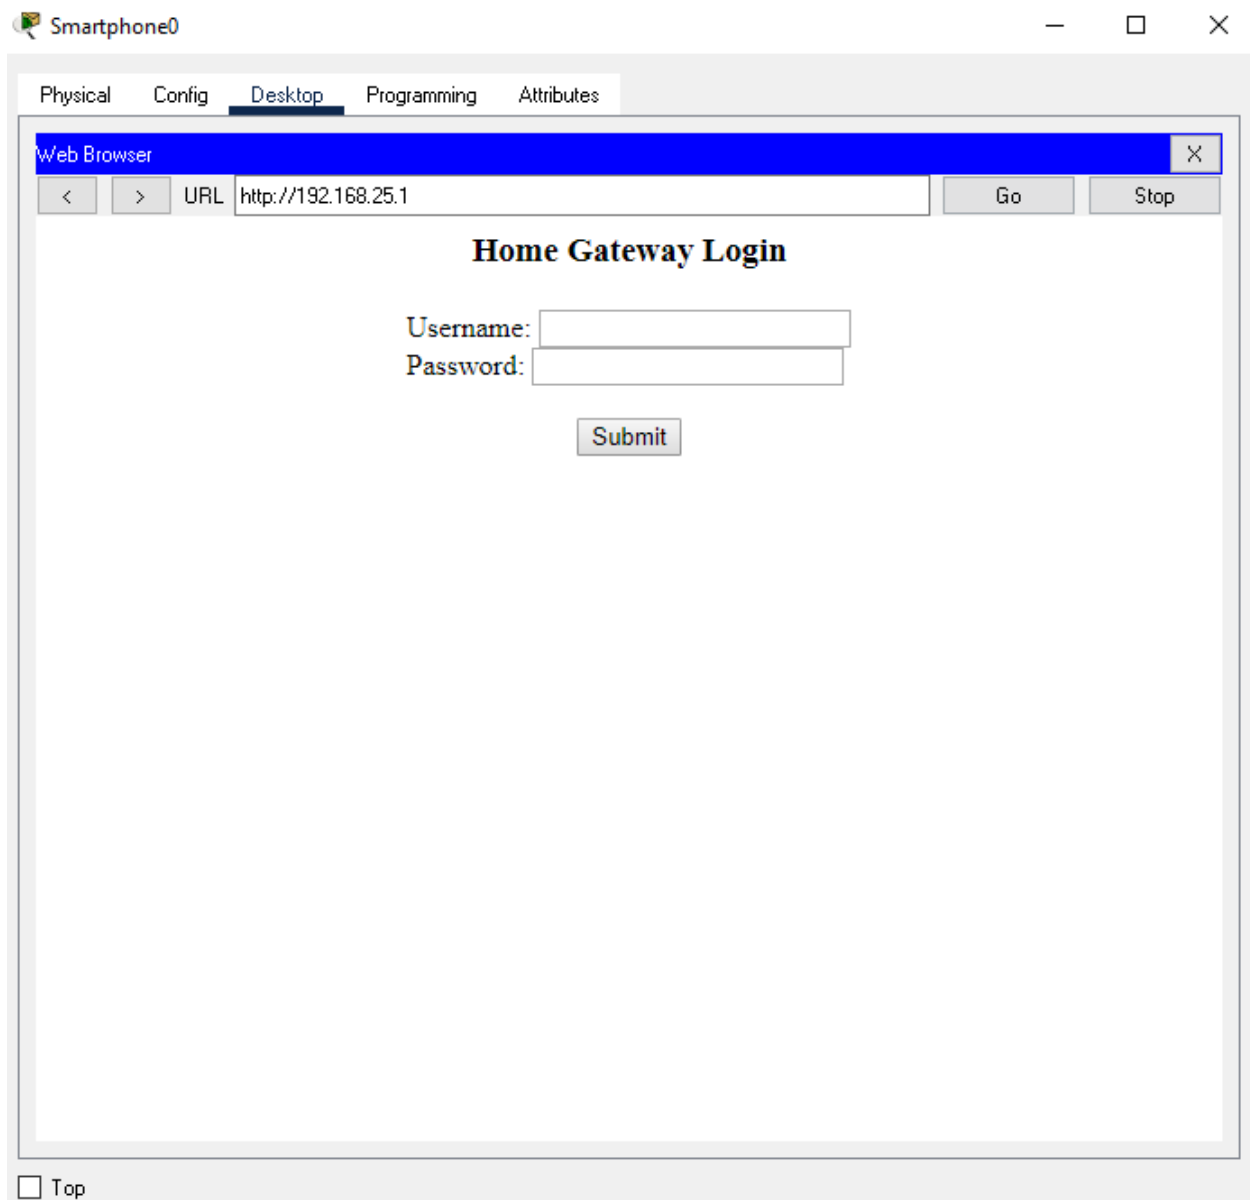 Smartphone0
Physical Config Desktop Programming Attributes
Web Browser X
< > URL http://192.168.25.1 Go Stop
Home Gateway Login
Username:
Password:
Submit
Top